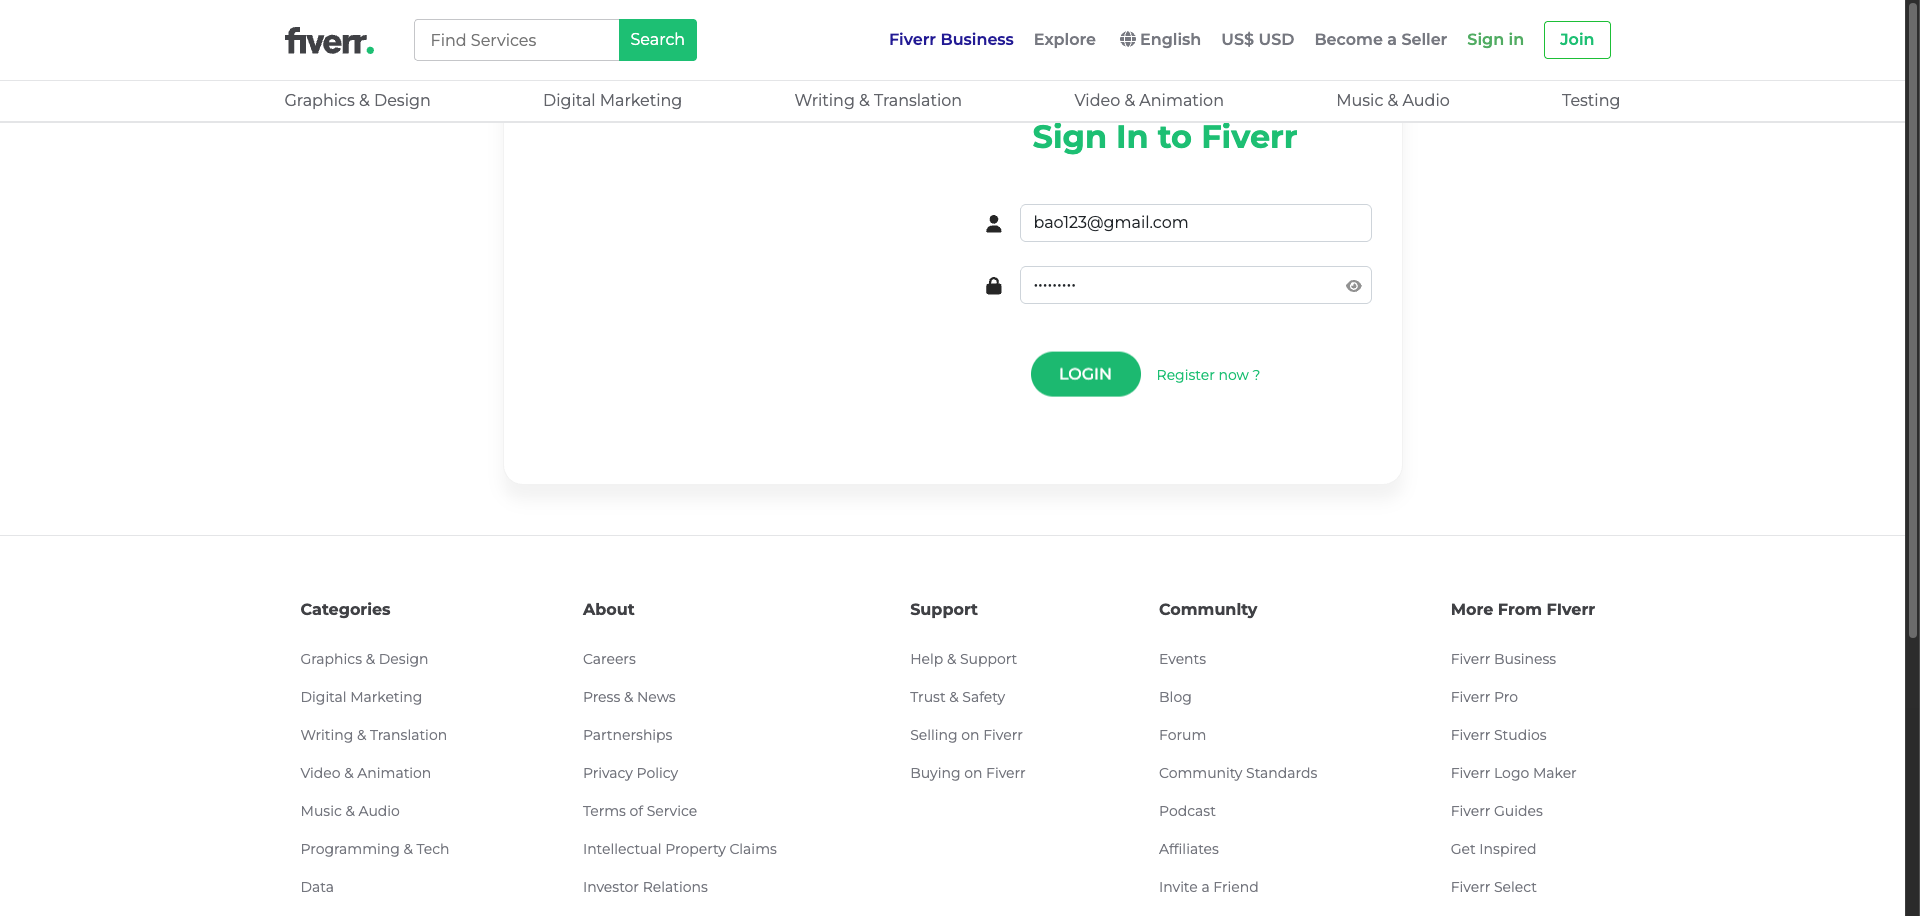 fiverr.
Find Services
Search
Fiverr Business
Explore
English
US$ USD
Become a Seller
Sign in
Join
Graphics & Design
Digital Marketing
Writing & Translation
Video & Animation
Music & Audio
Testing
Sign In to Fiverr
bao123@gmail.com
•••••••••
LOGIN
Register now ?
Categories
Graphics & Design
Digital Marketing
Writing & Translation
Video & Animation
Music & Audio
Programming & Tech
Data
About
Careers
Press & News
Partnerships
Privacy Policy
Terms of Service
Intellectual Property Claims
Investor Relations
Support
Help & Support
Trust & Safety
Selling on Fiverr
Buying on Fiverr
CommunIty
Events
Blog
Forum
Community Standards
Podcast
Affiliates
Invite a Friend
More From FIverr
Fiverr Business
Fiverr Pro
Fiverr Studios
Fiverr Logo Maker
Fiverr Guides
Get Inspired
Fiverr Select